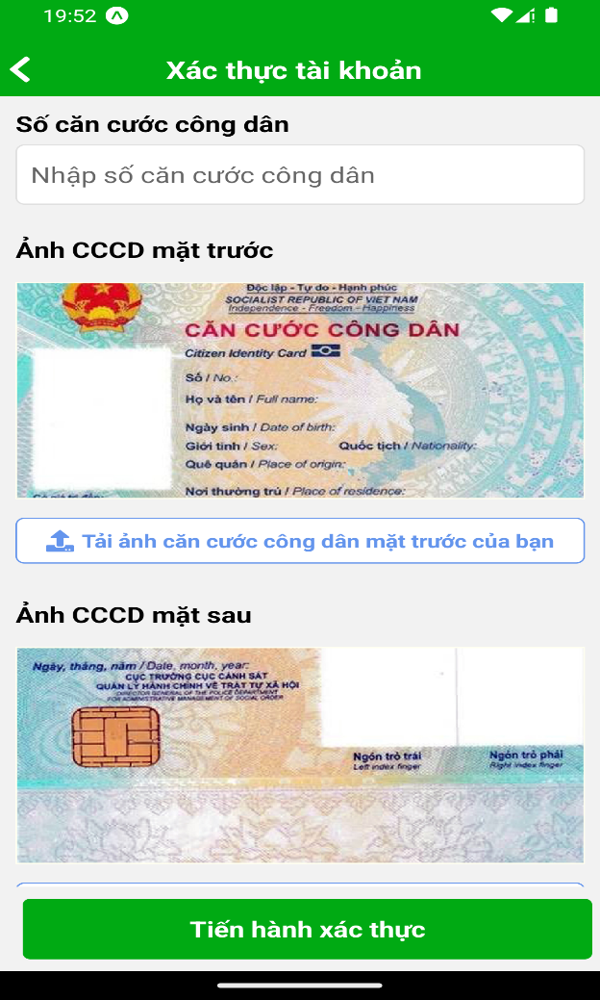 19:52
Xác thực tài khoản
Số căn cước công dân
Nhập số căn cước công dân
Ảnh CCCD mặt trước
Độc lập - Tự do - Hạnh phúc
SOCIALIST REPUBLIC OF VIET NAM
Independence - Freedom - Happiness
CĂN CƯỚC CÔNG DÂN
Citizen Identity Card
Số / No.:
Họ và tên / Full name:
Ngày sinh / Date of birth:
Giới tính / Sex: Quốc tịch / Nationality:
Quê quán / Place of origin:
Nơi thường trú / Place of residence:
Có giá trị đến:
Tải ảnh căn cước công dân mặt trước của bạn
Ảnh CCCD mặt sau
Ngày, tháng, năm / Date, month, year:
CỤC TRƯỞNG CỤC CẢNH SÁT
QUẢN LÝ HÀNH CHÍNH VỀ TRẬT TỰ XÃ HỘI
DIRECTOR GENERAL OF THE POLICE DEPARTMENT
FOR ADMINISTRATIVE MANAGEMENT OF SOCIAL ORDER
Ngón trỏ trái Ngón trỏ phải
Left index finger Right index finger
Tiến hành xác thực